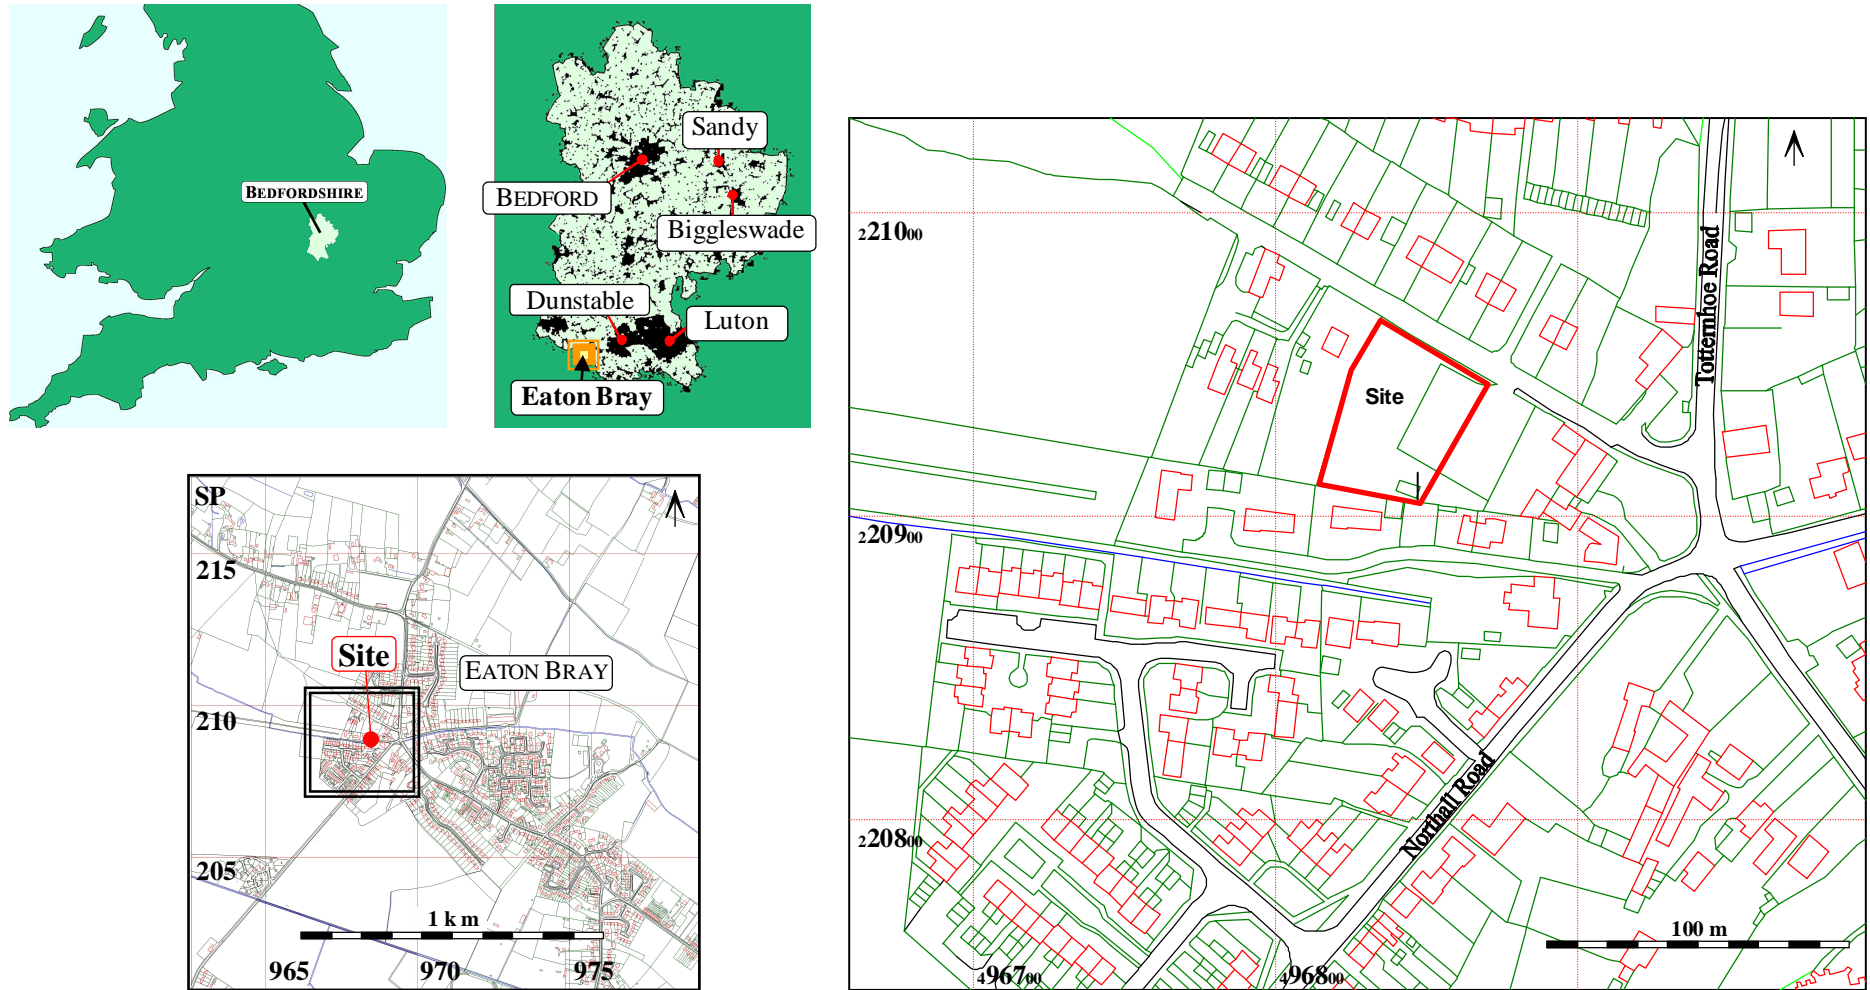 BEDFORDSHIRE
Sandy
BEDFORD
Biggleswade
Dunstable
Luton
Eaton Bray
SP
215
Site
EATON BRAY
210
205
1 km
965
970
975
221000
Totternhoe Road
Site
220900
Northall Road
220800
100 m
496700
496800